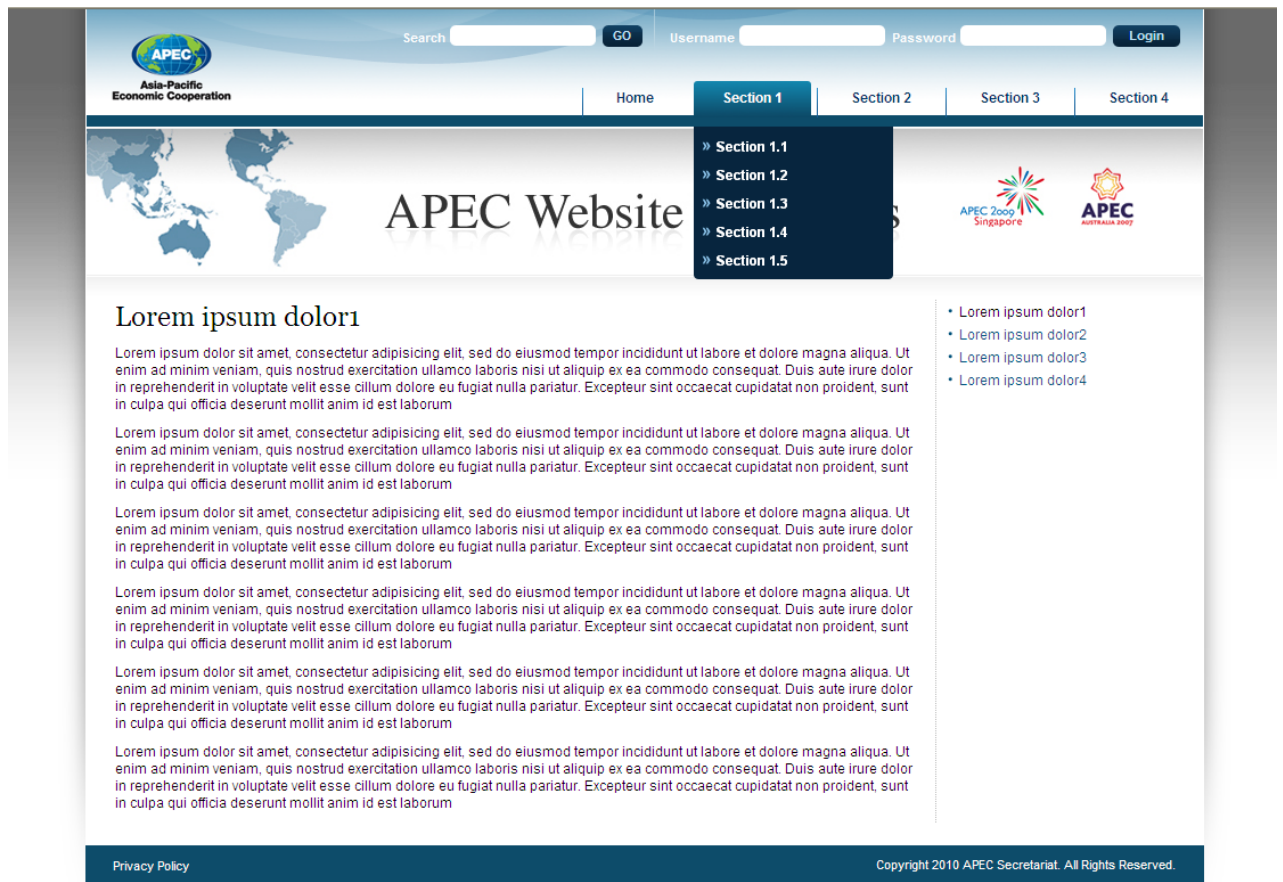 Search GO Username Password Login
APEC
Asia-Pacific
Economic Cooperation
Home Section 1 Section 2 Section 3 Section 4
» Section 1.1
» Section 1.2
» Section 1.3
» Section 1.4
» Section 1.5
APEC Website
APEC 2009
Singapore
APEC
AUSTRALIA 2007
Lorem ipsum dolor1
Lorem ipsum dolor sit amet, consectetur adipisicing elit, sed do eiusmod tempor incididunt ut labore et dolore magna aliqua. Ut
enim ad minim veniam, quis nostrud exercitation ullamco laboris nisi ut aliquip ex ea commodo consequat. Duis aute irure dolor
in reprehenderit in voluptate velit esse cillum dolore eu fugiat nulla pariatur. Excepteur sint occaecat cupidatat non proident, sunt
in culpa qui officia deserunt mollit anim id est laborum
Lorem ipsum dolor sit amet, consectetur adipisicing elit, sed do eiusmod tempor incididunt ut labore et dolore magna aliqua. Ut
enim ad minim veniam, quis nostrud exercitation ullamco laboris nisi ut aliquip ex ea commodo consequat. Duis aute irure dolor
in reprehenderit in voluptate velit esse cillum dolore eu fugiat nulla pariatur. Excepteur sint occaecat cupidatat non proident, sunt
in culpa qui officia deserunt mollit anim id est laborum
Lorem ipsum dolor sit amet, consectetur adipisicing elit, sed do eiusmod tempor incididunt ut labore et dolore magna aliqua. Ut
enim ad minim veniam, quis nostrud exercitation ullamco laboris nisi ut aliquip ex ea commodo consequat. Duis aute irure dolor
in reprehenderit in voluptate velit esse cillum dolore eu fugiat nulla pariatur. Excepteur sint occaecat cupidatat non proident, sunt
in culpa qui officia deserunt mollit anim id est laborum
Lorem ipsum dolor sit amet, consectetur adipisicing elit, sed do eiusmod tempor incididunt ut labore et dolore magna aliqua. Ut
enim ad minim veniam, quis nostrud exercitation ullamco laboris nisi ut aliquip ex ea commodo consequat. Duis aute irure dolor
in reprehenderit in voluptate velit esse cillum dolore eu fugiat nulla pariatur. Excepteur sint occaecat cupidatat non proident, sunt
in culpa qui officia deserunt mollit anim id est laborum
Lorem ipsum dolor sit amet, consectetur adipisicing elit, sed do eiusmod tempor incididunt ut labore et dolore magna aliqua. Ut
enim ad minim veniam, quis nostrud exercitation ullamco laboris nisi ut aliquip ex ea commodo consequat. Duis aute irure dolor
in reprehenderit in voluptate velit esse cillum dolore eu fugiat nulla pariatur. Excepteur sint occaecat cupidatat non proident, sunt
in culpa qui officia deserunt mollit anim id est laborum
Lorem ipsum dolor sit amet, consectetur adipisicing elit, sed do eiusmod tempor incididunt ut labore et dolore magna aliqua. Ut
enim ad minim veniam, quis nostrud exercitation ullamco laboris nisi ut aliquip ex ea commodo consequat. Duis aute irure dolor
in reprehenderit in voluptate velit esse cillum dolore eu fugiat nulla pariatur. Excepteur sint occaecat cupidatat non proident, sunt
in culpa qui officia deserunt mollit anim id est laborum
• Lorem ipsum dolor1
• Lorem ipsum dolor2
• Lorem ipsum dolor3
• Lorem ipsum dolor4
Privacy Policy
Copyright 2010 APEC Secretariat. All Rights Reserved.